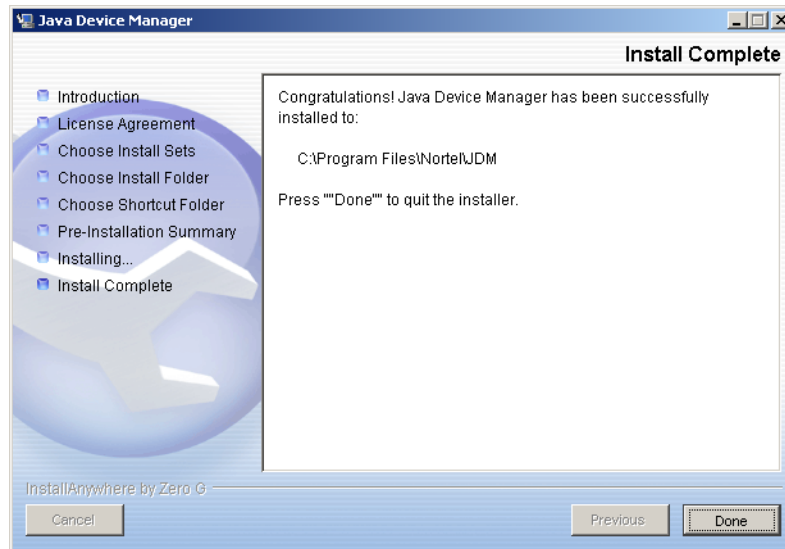 Java Device Manager
Install Complete
Introduction
License Agreement
Choose Install Sets
Choose Install Folder
Choose Shortcut Folder
Pre-Installation Summary
Installing...
Install Complete
Congratulations! Java Device Manager has been successfully
installed to:
C:\Program Files\Nortel\JDM
Press ""Done"" to quit the installer.
InstallAnywhere by Zero G
Cancel
Previous
Done